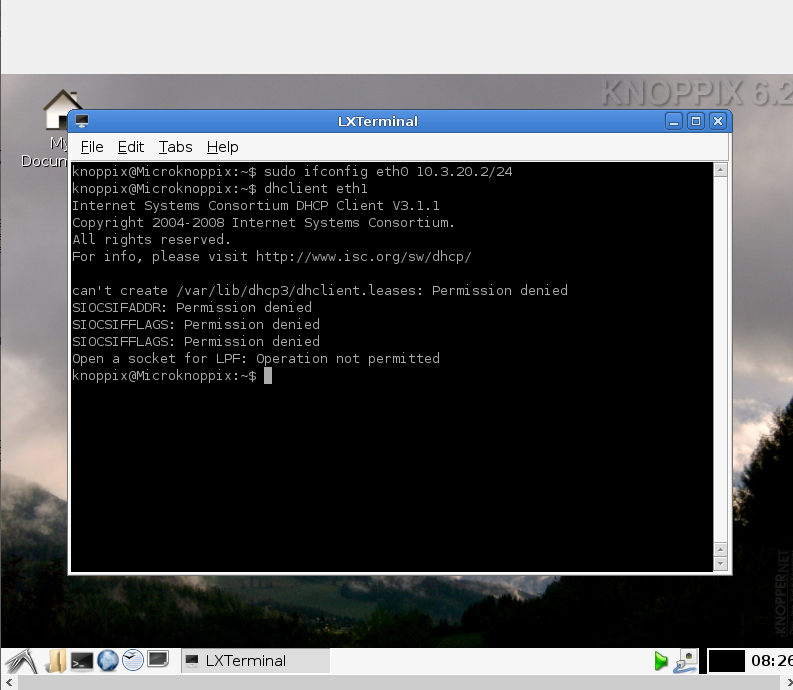 KNOPPIX 6.2
My
Docum
LXTerminal
File Edit Tabs Help
knoppix@Microknoppix:~$ sudo ifconfig eth0 10.3.20.2/24
knoppix@Microknoppix:~$ dhclient eth1
Internet Systems Consortium DHCP Client V3.1.1
Copyright 2004-2008 Internet Systems Consortium.
All rights reserved.
For info, please visit http://www.isc.org/sw/dhcp/
can't create /var/lib/dhcp3/dhclient.leases: Permission denied
SIOCSIFADDR: Permission denied
SIOCSIFFLAGS: Permission denied
SIOCSIFFLAGS: Permission denied
Open a socket for LPF: Operation not permitted
knoppix@Microknoppix:~$
KNOPPER.NET
LXTerminal
08:26